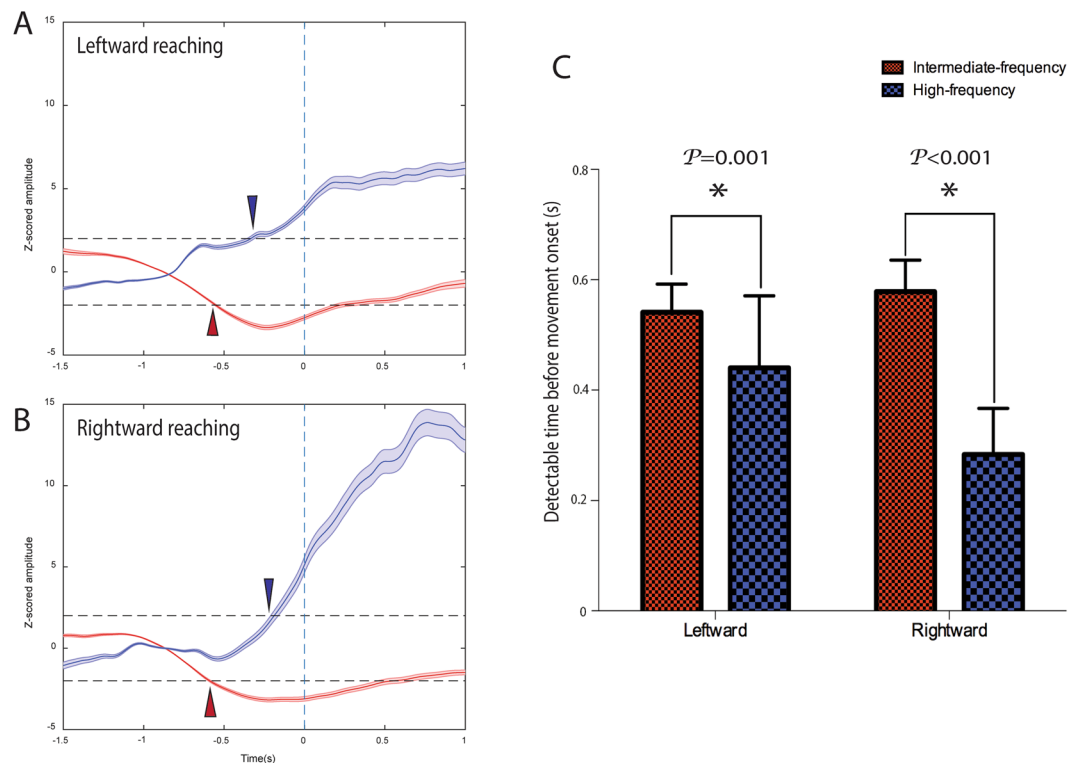 A
Leftward reaching
15
10
5
0
-5
Z-scored amplitude
-1.5
-1
-0.5
0
0.5
1
B
Rightward reaching
15
10
5
0
-5
Z-scored amplitude
-1.5
-1
-0.5
0
0.5
1
Time(s)
C
Intermediate-frequency
High-frequency
P=0.001
P<0.001
*
*
0.8
0.6
0.4
0.2
0
Detectable time before movement onset (s)
Leftward
Rightward